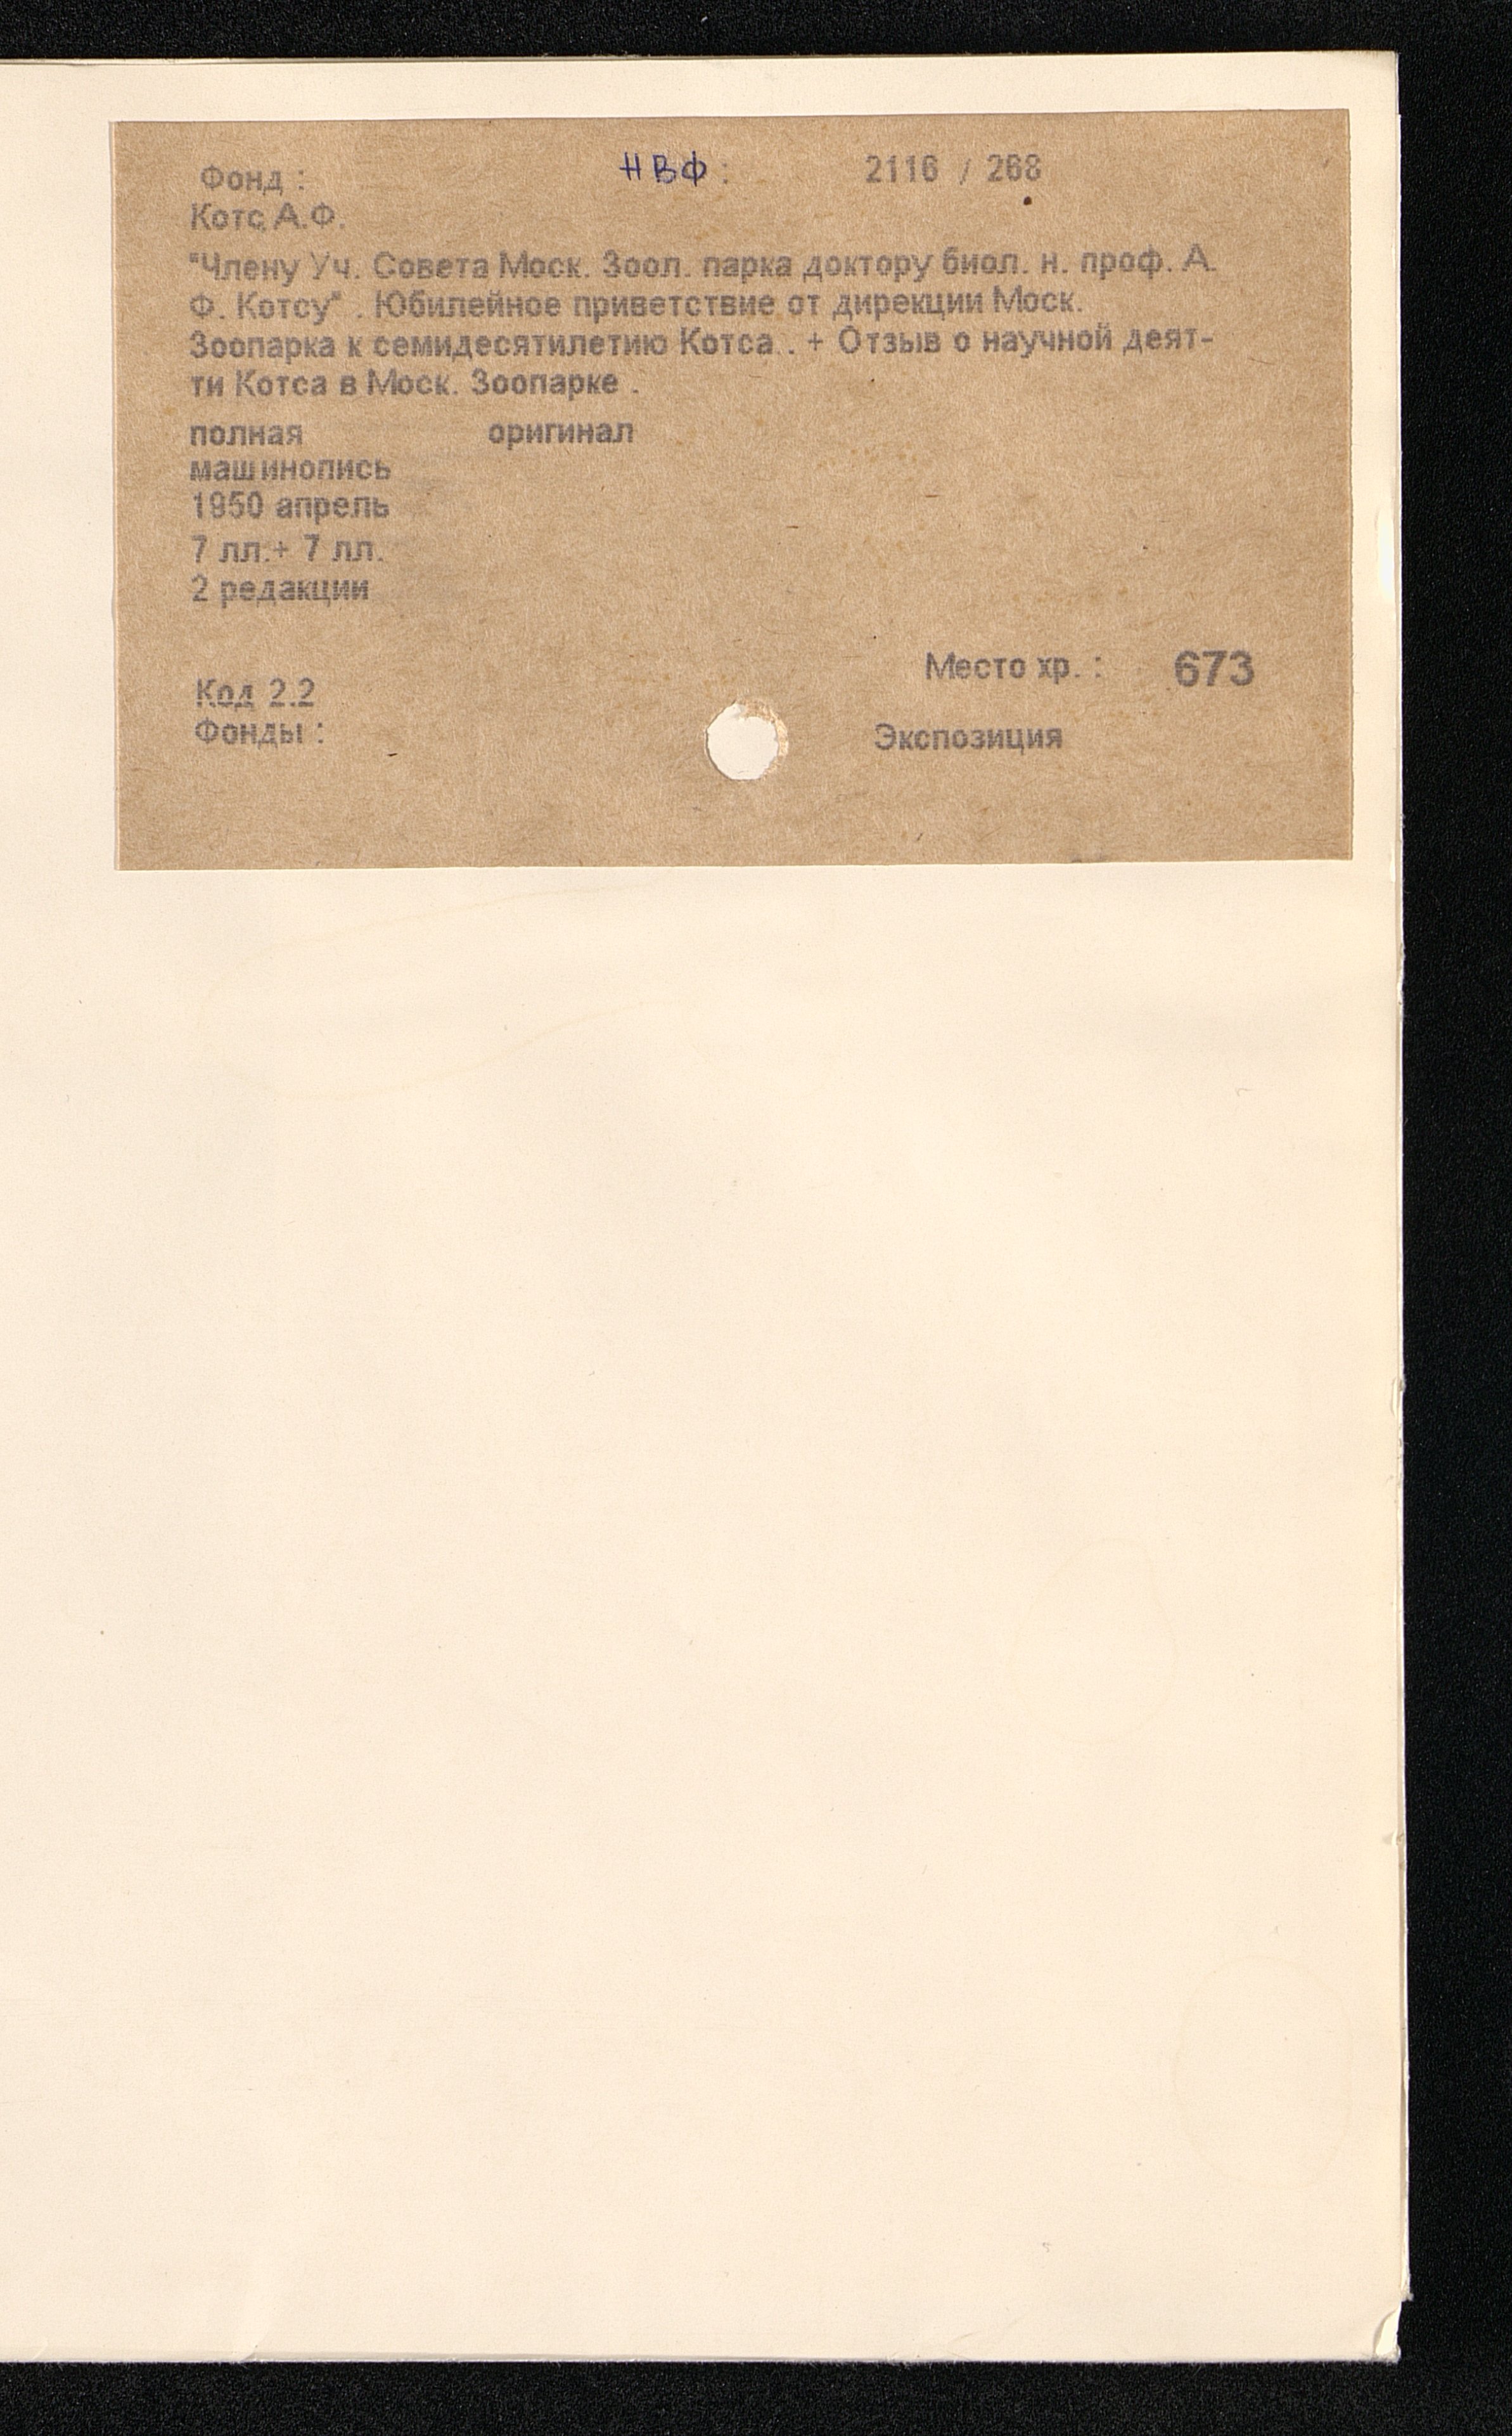 Фонд : НВФ : 2116 / 268
Котс А.Ф.
"Члену Уч. Совета Моск. Зоол. парка доктору биол. н. проф. А.
Ф. Котсу" . Юбилейное приветствие от дирекции Моск.
Зоопарка к семидесятилетию Котса . . + Отзыв о научной деят-
ти Котса в Моск. Зоопарке .
полная оригинал
машинопись
1950 апрель
7 лл.+ 7 лл.
2 редакции
Место хр. : 673
Код 2.2
Фонды : Экспозиция